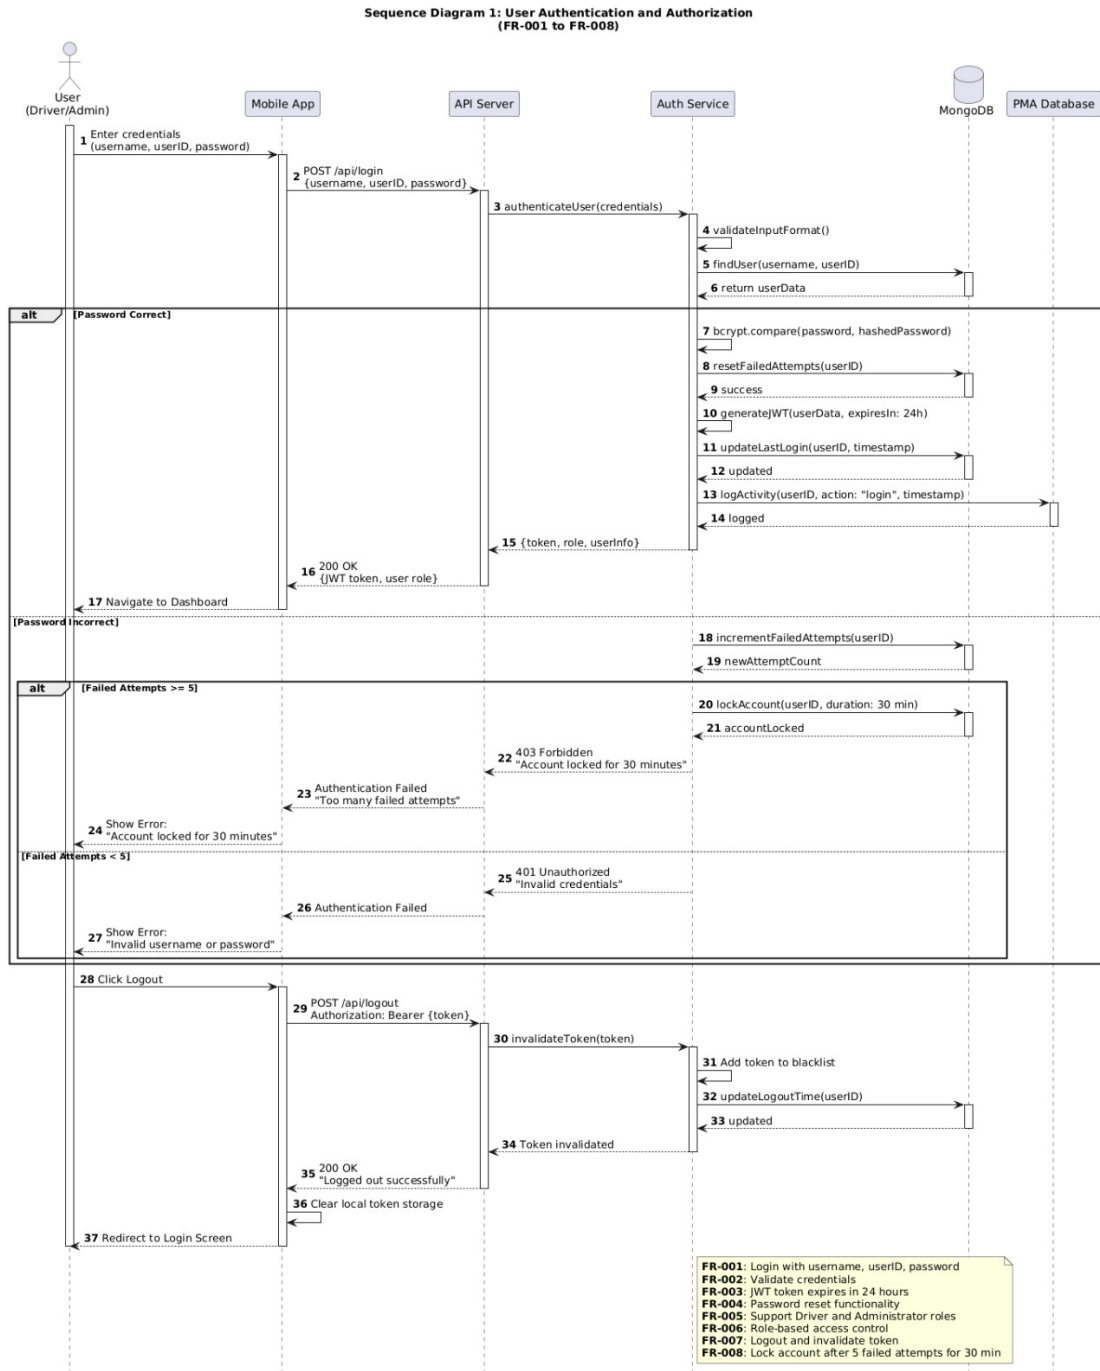 Sequence Diagram 1: User Authentication and Authorization
(FR-001 to FR-008)
User
(Driver/Admin)
Mobile App
API Server
Auth Service
MongoDB
PMA Database
1 Enter credentials
(username, userID, password)
2 POST /api/login
{username, userID, password}
3 authenticateUser(credentials)
4 validateInputFormat()
5 findUser(username, userID)
6 return userData
alt [Password Correct]
7 bcrypt.compare(password, hashedPassword)
8 resetFailedAttempts(userID)
9 success
10 generateJWT(userData, expiresIn: 24h)
11 updateLastLogin(userID, timestamp)
12 updated
13 logActivity(userID, action: "login", timestamp)
14 logged
15 {token, role, userInfo}
16 200 OK
{JWT token, user role}
17 Navigate to Dashboard
[Password Incorrect]
18 incrementFailedAttempts(userID)
19 newAttemptCount
alt [Failed Attempts >= 5]
20 lockAccount(userID, duration: 30 min)
21 accountLocked
22 403 Forbidden
"Account locked for 30 minutes"
23 Authentication Failed
"Too many failed attempts"
24 Show Error:
"Account locked for 30 minutes"
[Failed Attempts < 5]
25 401 Unauthorized
"Invalid credentials"
26 Authentication Failed
27 Show Error:
"Invalid username or password"
28 Click Logout
29 POST /api/logout
Authorization: Bearer {token}
30 invalidateToken(token)
31 Add token to blacklist
32 updateLogoutTime(userID)
33 updated
34 Token invalidated
35 200 OK
"Logged out successfully"
36 Clear local token storage
37 Redirect to Login Screen
FR-001: Login with username, userID, password
FR-002: Validate credentials
FR-003: JWT token expires in 24 hours
FR-004: Password reset functionality
FR-005: Support Driver and Administrator roles
FR-006: Role-based access control
FR-007: Logout and invalidate token
FR-008: Lock account after 5 failed attempts for 30 min